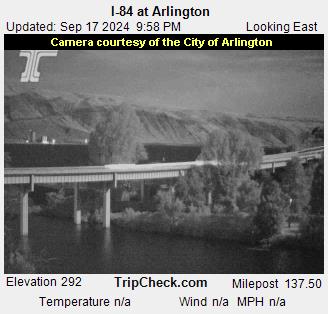 I-84 at Arlington
Updated: Sep 17 2024 9:58 PM Looking East
Camera courtesy of the City of Arlington
Elevation 292 TripCheck.com Milepost 137.50
Temperature n/a Wind n/a MPH n/a